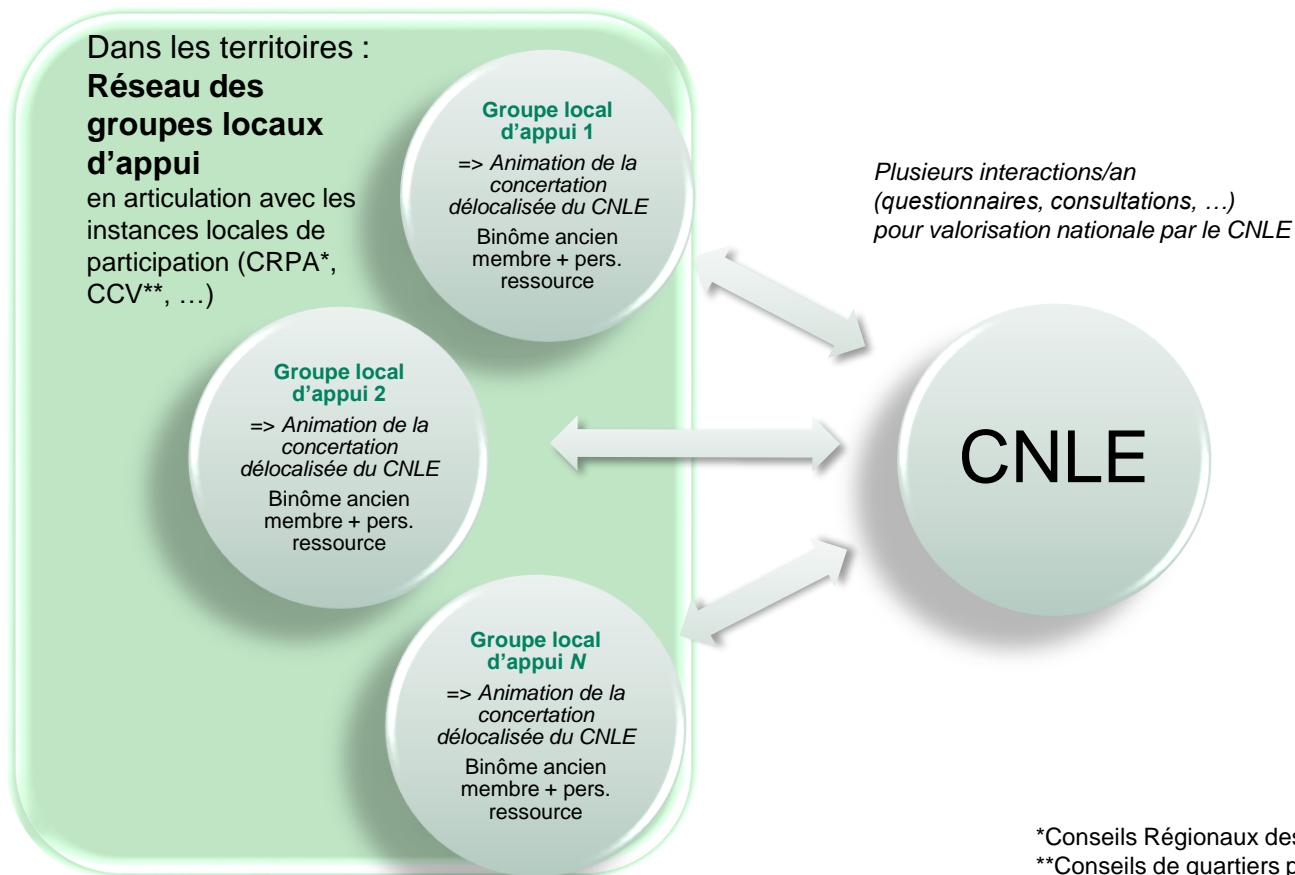 Dans les territoires :
Réseau des
groupes locaux
d’appui
en articulation avec les
instances locales de
participation (CRPA*,
CCV**, …)
Groupe local
d’appui 1
=> Animation de la
concertation
délocalisée du CNLE
Binôme ancien
membre + pers.
ressource
Groupe local
d’appui 2
=> Animation de la
concertation
délocalisée du CNLE
Binôme ancien
membre + pers.
ressource
Groupe local
d’appui N
=> Animation de la
concertation
délocalisée du CNLE
Binôme ancien
membre + pers.
ressource
Plusieurs interactions/an
(questionnaires, consultations, …)
pour valorisation nationale par le CNLE
CNLE
*Conseils Régionaux des
**Conseils de quartiers